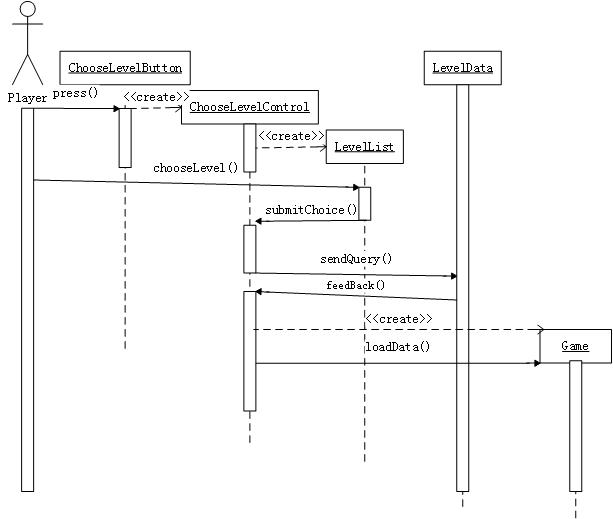 ChooseLevelButton
LevelData
Player
press()
<<create>>
ChooseLevelControl
<<create>>
LevelList
chooseLevel()
submitChoice()
sendQuery()
feedBack()
<<create>>
loadData()
Game